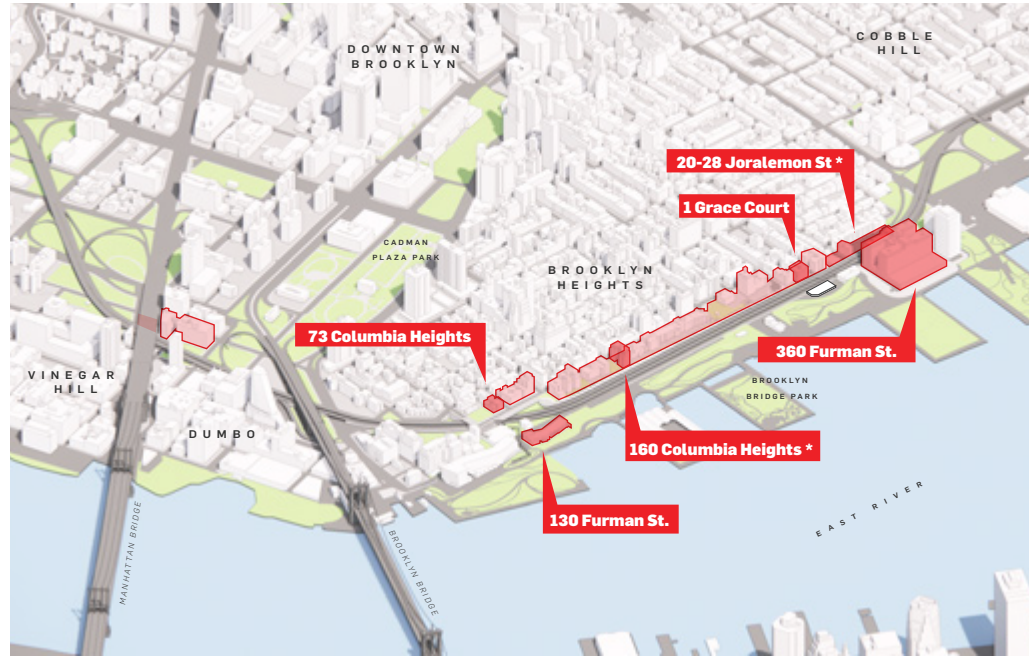 DOWNTOWN
BROOKLYN
COBBLE
HILL
20-28 Joralemon St *
1 Grace Court
CADMAN
PLAZA PARK
BROOKLYN
HEIGHTS
73 Columbia Heights
360 Furman St.
VINEGAR
HILL
BROOKLYN
BRIDGE PARK
DUMBO
160 Columbia Heights *
EAST RIVER
130 Furman St.
MANHATTAN BRIDGE
BROOKLYN BRIDGE